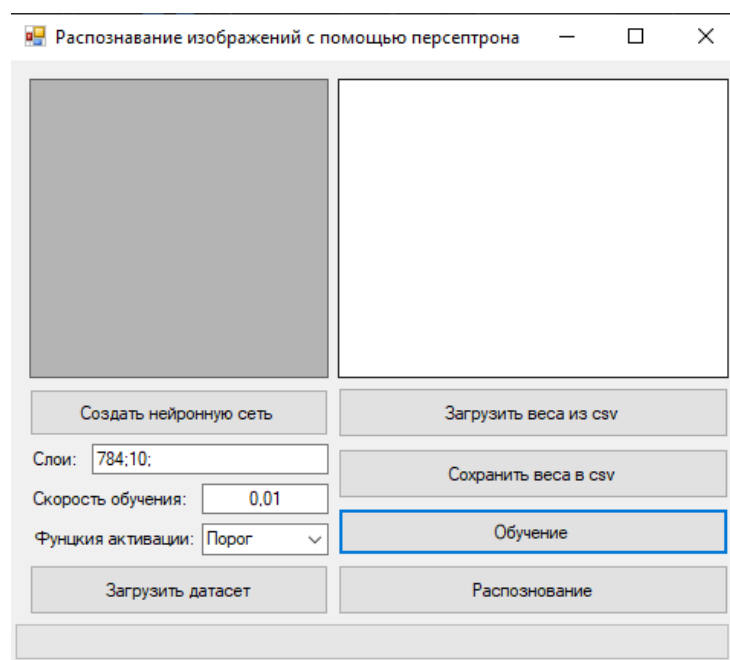 Распознавание изображений с помощью персептрона
Создать нейронную сеть
Загрузить веса из csv
Слои: 784;10;
Сохранить веса в csv
Скорость обучения: 0,01
Обучение
Фунцкия активации: Порог
Загрузить датасет
Распознование